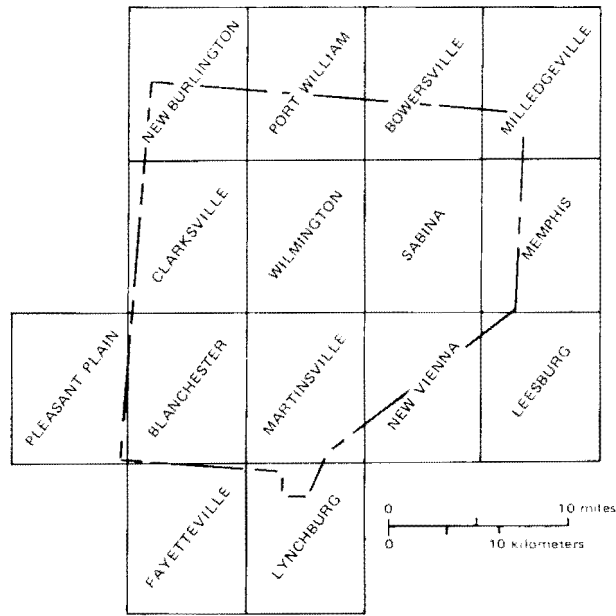 NEW BURLINGTON
PORT WILLIAM
BOWERSVILLE
MILLEDGEVILLE
CLARKSVILLE
WILMINGTON
SABINA
MEMPHIS
PLEASANT PLAIN
BLANCHESTER
MARTINSVILLE
NEW VIENNA
LEESBURG
FAYETTEVILLE
LYNCHBURG
0 10 miles
0 10 kilometers